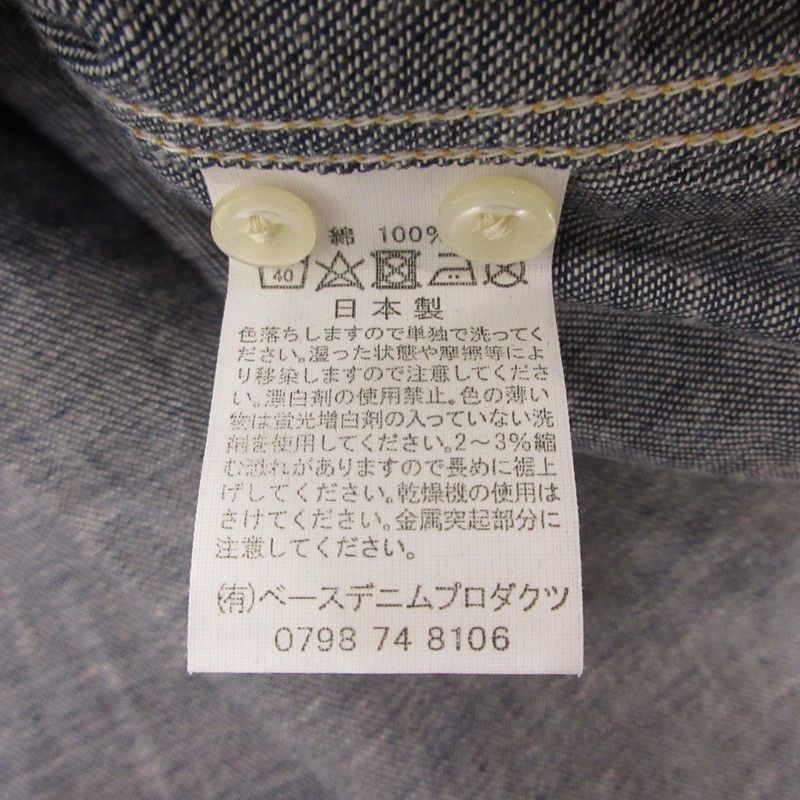 綿 100%
40
日本製
色落ちしますので単独で洗ってく
ださい。湿った状態や摩擦等によ
り移染しますので注意してくださ
い。漂白剤の使用禁止。色の薄い
物は蛍光増白剤の入っていない洗
剤を使用してください。2～3%縮
む恐れがありますので長めに裾上
げしてください。乾燥機の使用は
さけてください。金属突起部分に
注意してください。
(有)ベースデニムプロダクツ
0798 74 8106